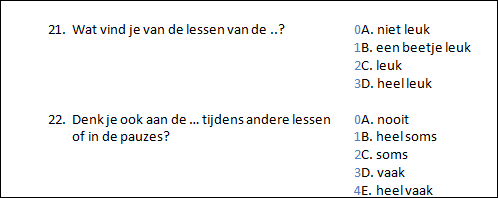 21. Wat vind je van de lessen van de ..?
0A. niet leuk
1B. een beetje leuk
2C. leuk
3D. heel leuk
22. Denk je ook aan de ... tijdens andere lessen
of in de pauzes?
0A. nooit
1B. heel soms
2C. soms
3D. vaak
4E. heel vaak